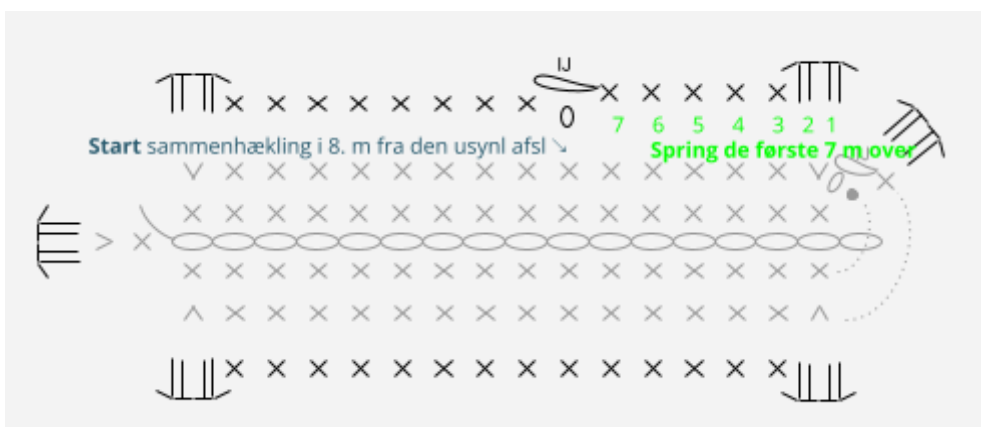 IJ
7 6 5 4 3 2 1
Start sammenhækling i 8. m fra den usynl afsl ↘
Spring de første 7 m over
IJ